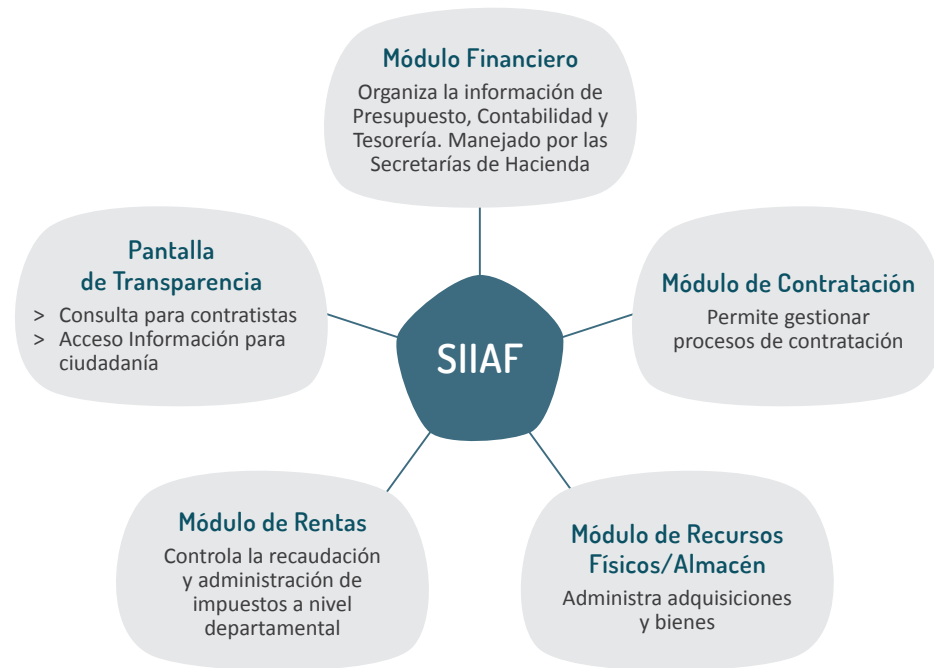 Módulo Financiero
Organiza la información de
Presupuesto, Contabilidad y
Tesorería. Manejado por las
Secretarías de Hacienda
Pantalla
de Transparencia
> Consulta para contratistas
> Acceso Información para
ciudadanía
Módulo de Contratación
Permite gestionar
procesos de contratación
SIIAF
Módulo de Rentas
Controla la recaudación
y administración de
impuestos a nivel
departamental
Módulo de Recursos
Físicos/Almacén
Administra adquisiciones
y bienes